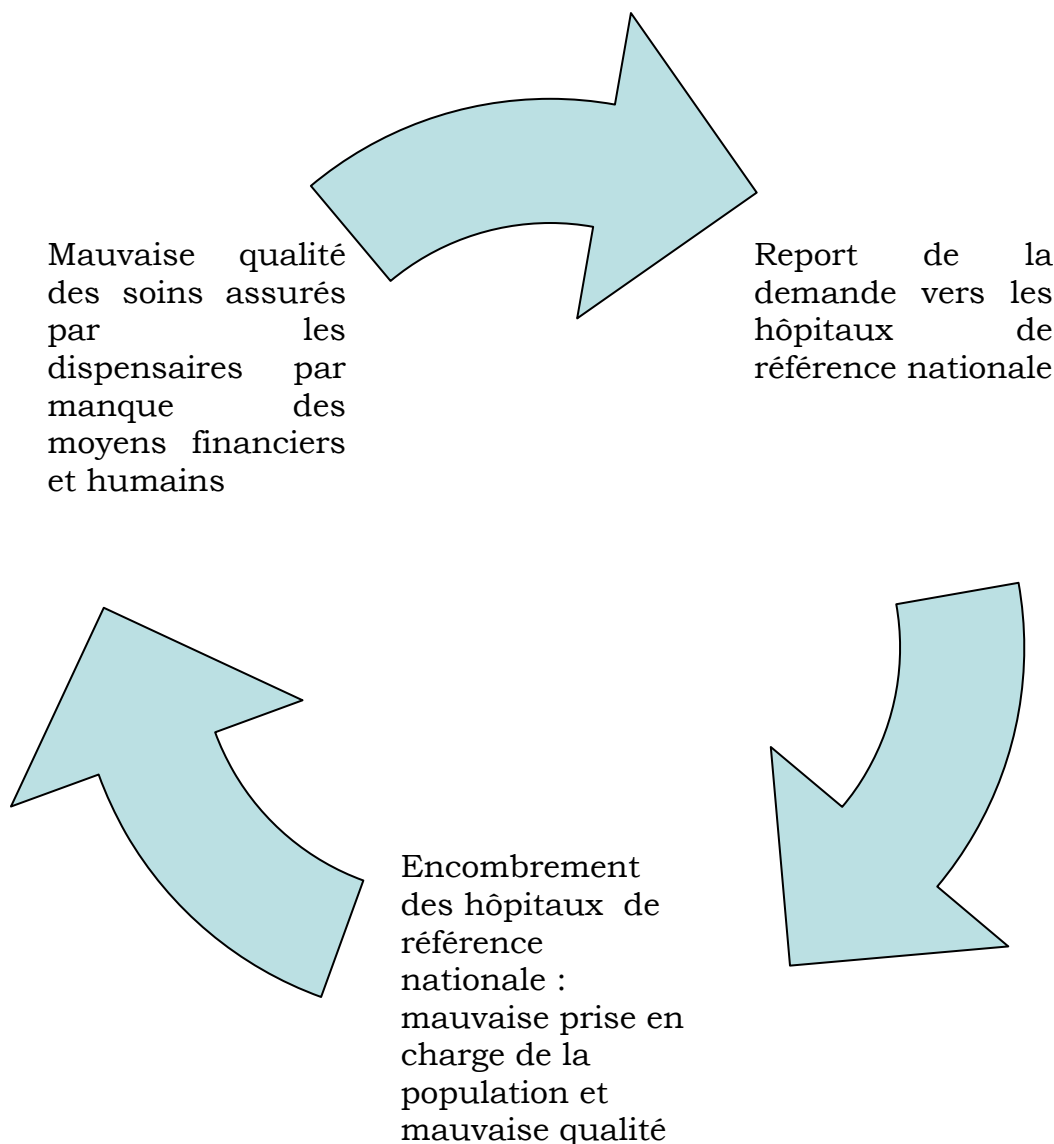 Mauvaise qualité
des soins assurés
par les
dispensaires par
manque des
moyens financiers
et humains
Report de la
demande vers les
hôpitaux de
référence nationale
Encombrement
des hôpitaux de
référence
nationale :
mauvaise prise en
charge de la
population et
mauvaise qualité